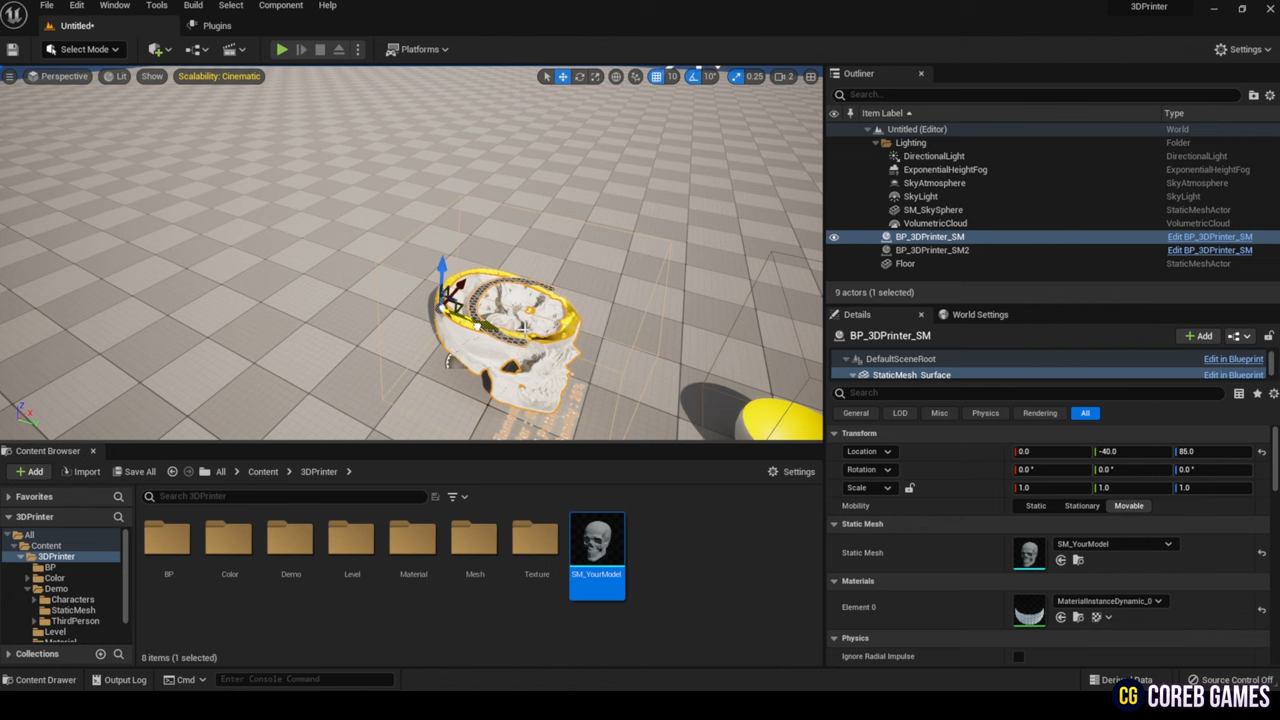 File Edit Window Tools Build Select Component Help
3DPrinter
Untitled•
Plugins
Select Mode
Platforms
Settings
Perspective
Lit
Show
Scalability: Cinematic
10
10°
0.25
2
Outliner
Search...
Item Label
Type
Untitled (Editor)
World
Lighting
Folder
DirectionalLight
DirectionalLight
ExponentialHeightFog
ExponentialHeightFog
SkyAtmosphere
SkyAtmosphere
SkyLight
SkyLight
SM_SkySphere
StaticMeshActor
VolumetricCloud
VolumetricCloud
BP_3DPrinter_SM
Edit BP_3DPrinter_SM
BP_3DPrinter_SM2
Edit BP_3DPrinter_SM
Floor
StaticMeshActor
9 actors (1 selected)
Details
World Settings
BP_3DPrinter_SM
Add
DefaultSceneRoot
Edit in Blueprint
StaticMesh_Surface
Edit in Blueprint
Search
General
LOD
Misc
Physics
Rendering
All
Transform
Location
0.0
-40.0
85.0
Rotation
0.0 °
0.0 °
0.0 °
Scale
1.0
1.0
1.0
Mobility
Static
Stationary
Movable
Static Mesh
Static Mesh
SM_YourModel
Materials
Element 0
MaterialInstanceDynamic_0
Physics
Ignore Radial Impulse
Content Browser
Add
Import
Save All
All
Content
3DPrinter
Settings
Favorites
Search 3DPrinter
3DPrinter
All
Content
3DPrinter
BP
Color
Demo
Characters
StaticMesh
ThirdPerson
Level
Material
Collections
BP
Color
Demo
Level
Material
Mesh
Texture
SM_YourModel
8 items (1 selected)
Content Drawer
Output Log
Cmd
Enter Console Command
Source Control Off
CG COREB GAMES